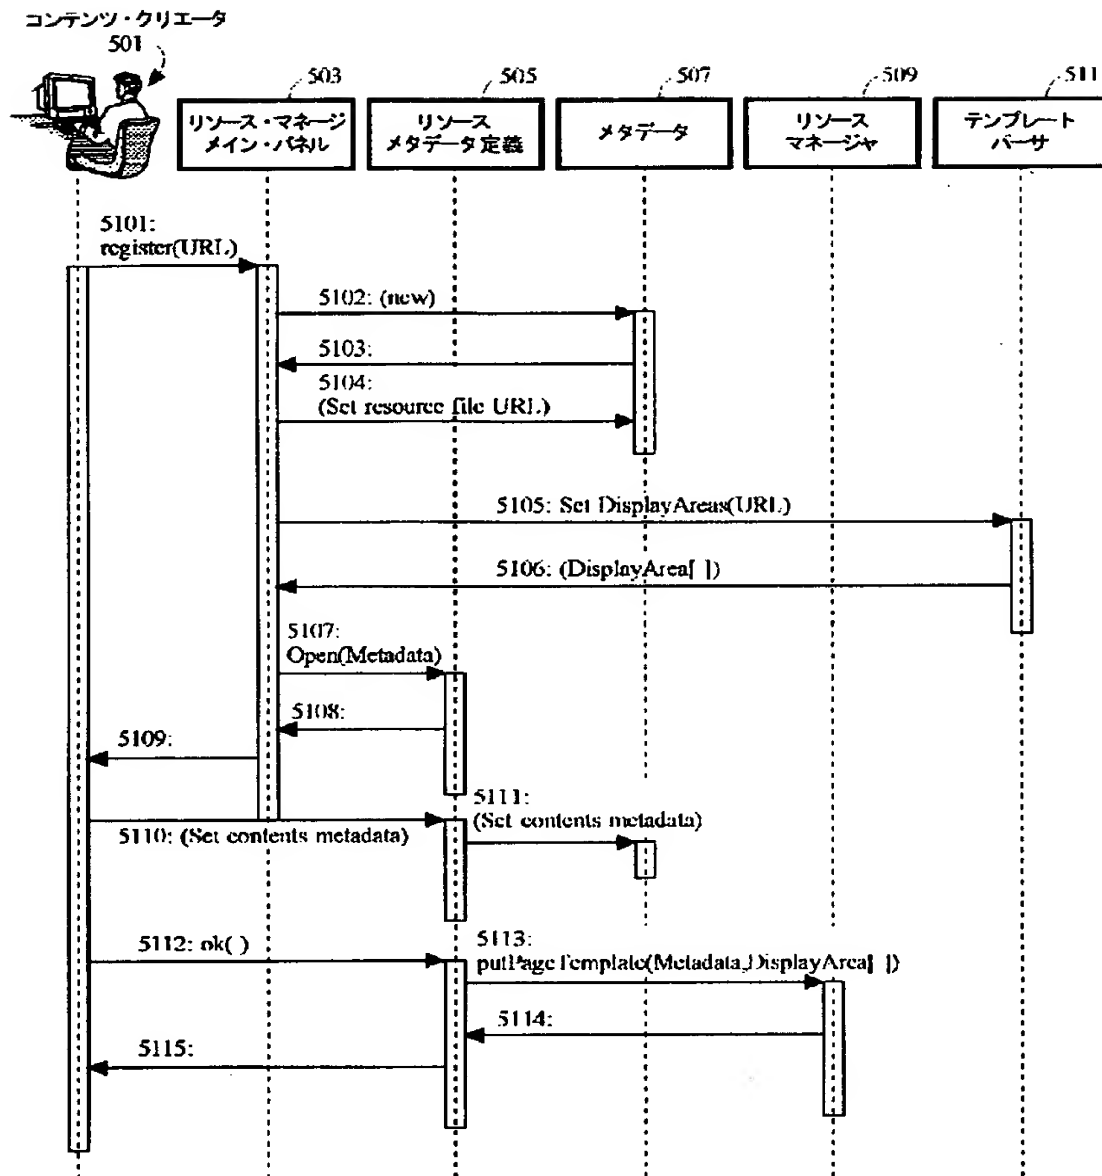 コンテンツ・クリエータ
501
503
505
507
509
511
リソース・マネージ
メイン・パネル
リソース
メタデータ定義
メタデータ
リソース
マネージャ
テンプレート
パーサ
5101:
register(URL)
5102: (new)
5103:
5104:
(Set resource file URL)
5105: Set DisplayAreas(URL)
5106: (DisplayArea[ ])
5107:
Open(Metadata)
5108:
5109:
5110: (Set contents metadata)
5111:
(Set contents metadata)
5112: ok( )
5113:
putPageTemplate(Metadata,DisplayArea[ ])
5114:
5115: